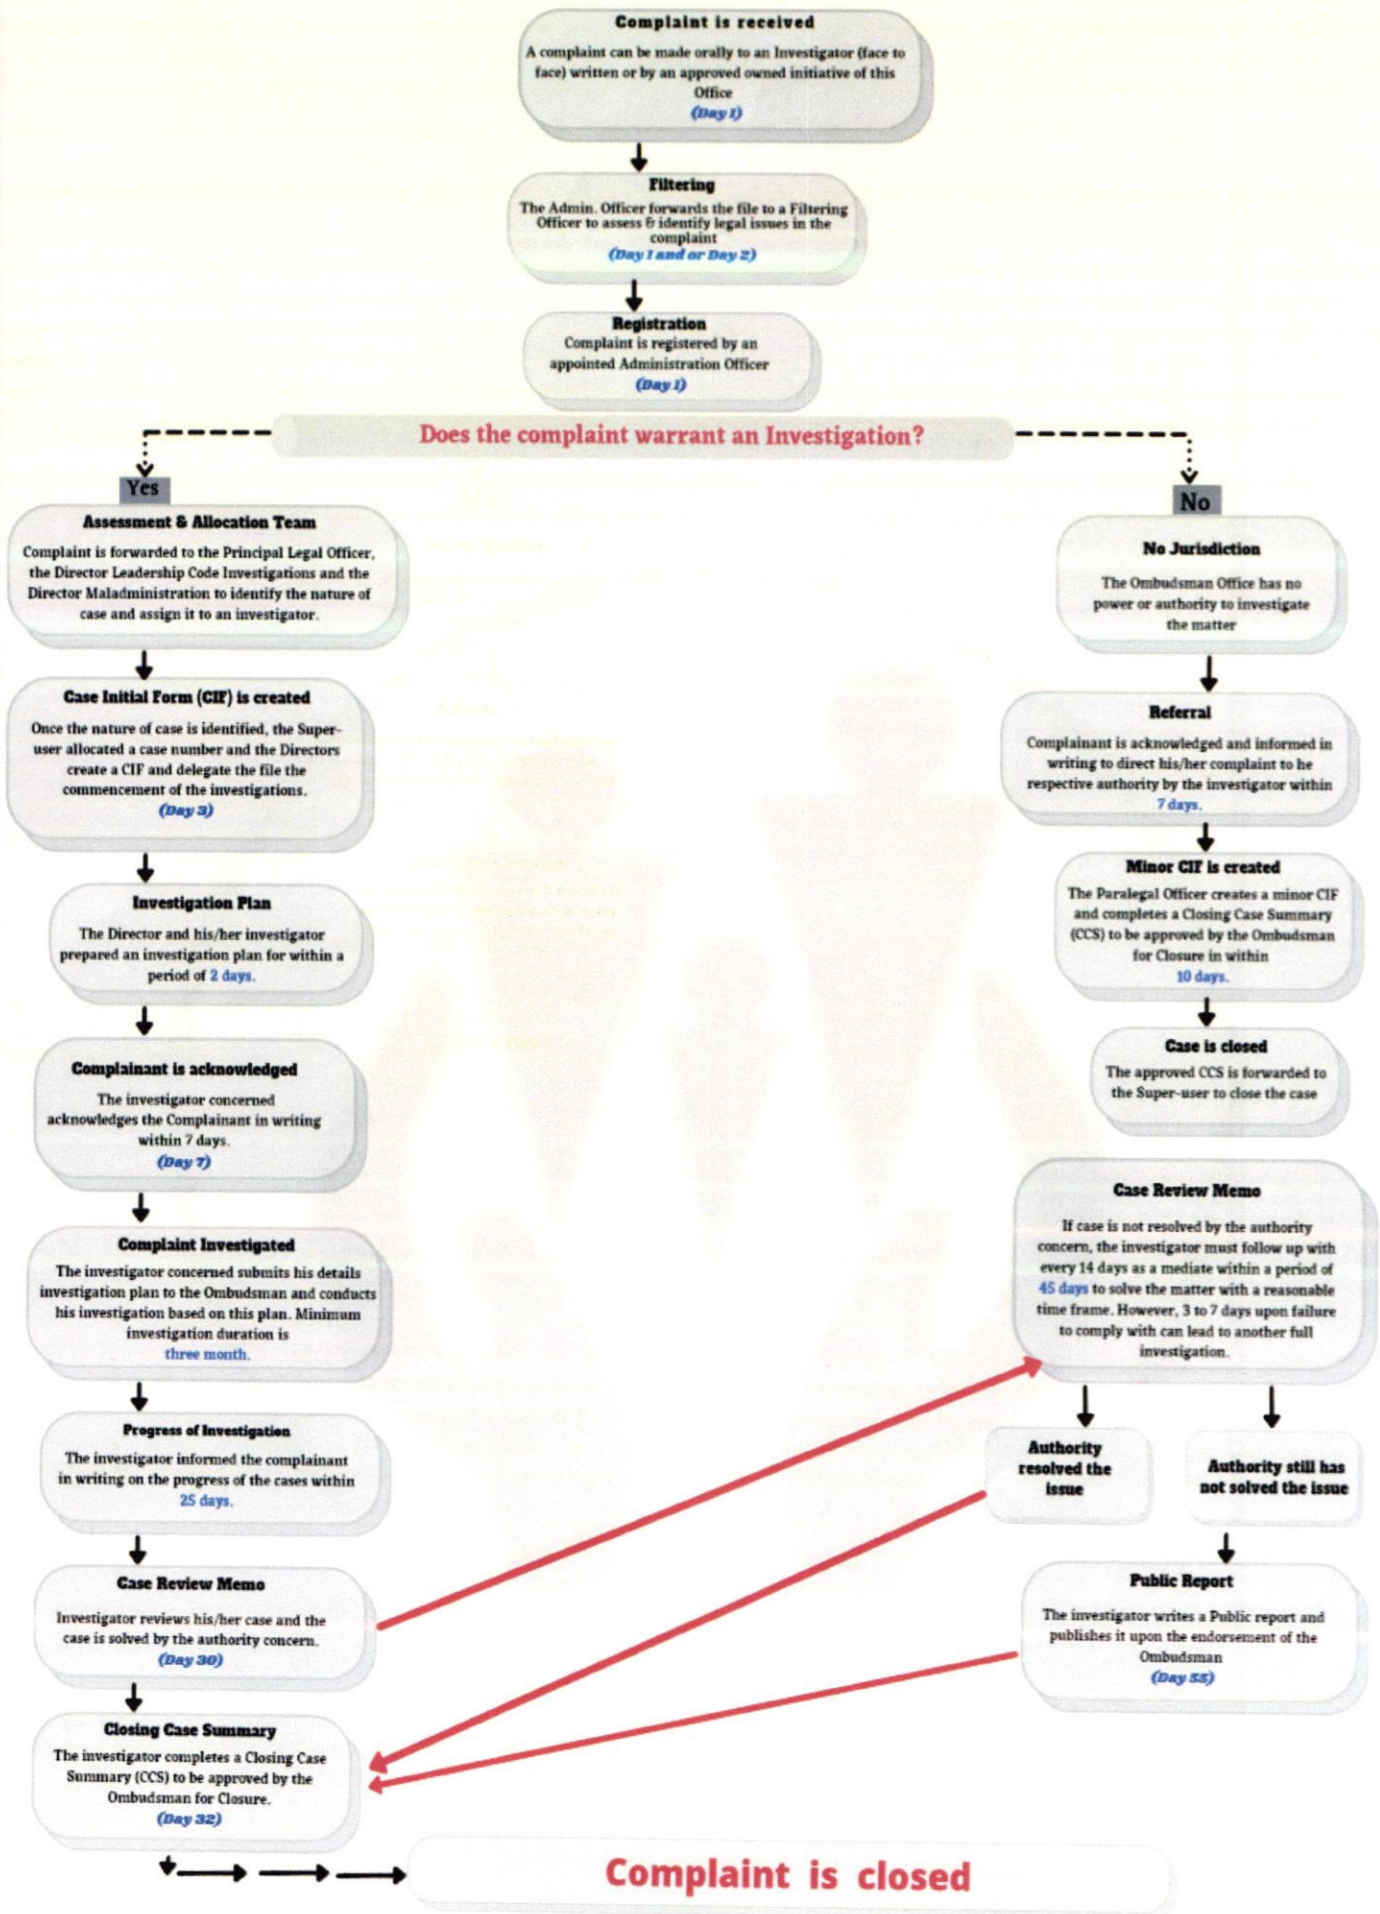 Complaint is received
A complaint can be made orally to an Investigator (face to
face) written or by an approved owned initiative of this
Office
(Day 1)
Filtering
The Admin. Officer forwards the file to a Filtering
Officer to assess & identify legal issues in the
complaint
(Day 1 and or Day 2)
Registration
Complaint is registered by an
appointed Administration Officer
(Day 1)
Does the complaint warrant an Investigation?
Yes
Assessment & Allocation Team
Complaint is forwarded to the Principal Legal Officer,
the Director Leadership Code Investigations and the
Director Maladministration to identify the nature of
case and assign it to an investigator.
Case Initial Form (CIF) is created
Once the nature of case is identified, the Super-
user allocated a case number and the Directors
create a CIF and delegate the file the
commencement of the investigations.
(Day 3)
Investigation Plan
The Director and his/her investigator
prepared an investigation plan for within a
period of 2 days.
Complainant is acknowledged
The investigator concerned
acknowledges the Complainant in writing
within 7 days.
(Day 7)
Complaint Investigated
The investigator concerned submits his details
investigation plan to the Ombudsman and conducts
his investigation based on this plan. Minimum
investigation duration is
three month.
Progress of Investigation
The investigator informed the complainant
in writing on the progress of the cases within
25 days.
Case Review Memo
Investigator reviews his/her case and the
case is solved by the authority concern.
(Day 30)
Closing Case Summary
The investigator completes a Closing Case
Summary (CCS) to be approved by the
Ombudsman for Closure.
(Day 32)
No
No Jurisdiction
The Ombudsman Office has no
power or authority to investigate
the matter
Referral
Complainant is acknowledged and informed in
writing to direct his/her complaint to he
respective authority by the investigator within
7 days.
Minor CIF is created
The Paralegal Officer creates a minor CIF
and completes a Closing Case Summary
(CCS) to be approved by the Ombudsman
for Closure in within
10 days.
Case is closed
The approved CCS is forwarded to
the Super-user to close the case
Case Review Memo
If case is not resolved by the authority
concern, the investigator must follow up with
every 14 days as a mediate within a period of
45 days to solve the matter with a reasonable
time frame. However, 3 to 7 days upon failure
to comply with can lead to another full
investigation.
Authority
resolved the
issue
Authority still has
not solved the issue
Public Report
The investigator writes a Public report and
publishes it upon the endorsement of the
Ombudsman
(Day 55)
Complaint is closed